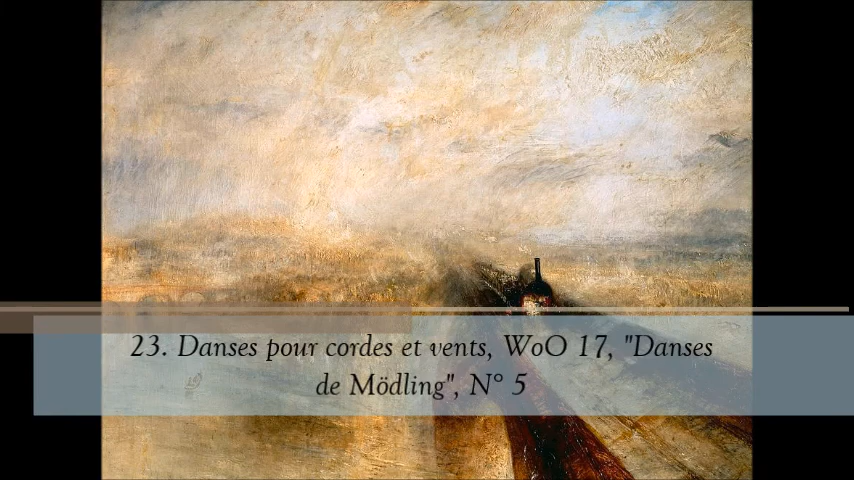 23. Danses pour cordes et vents, WoO 17, "Danses
de Mödling", N° 5